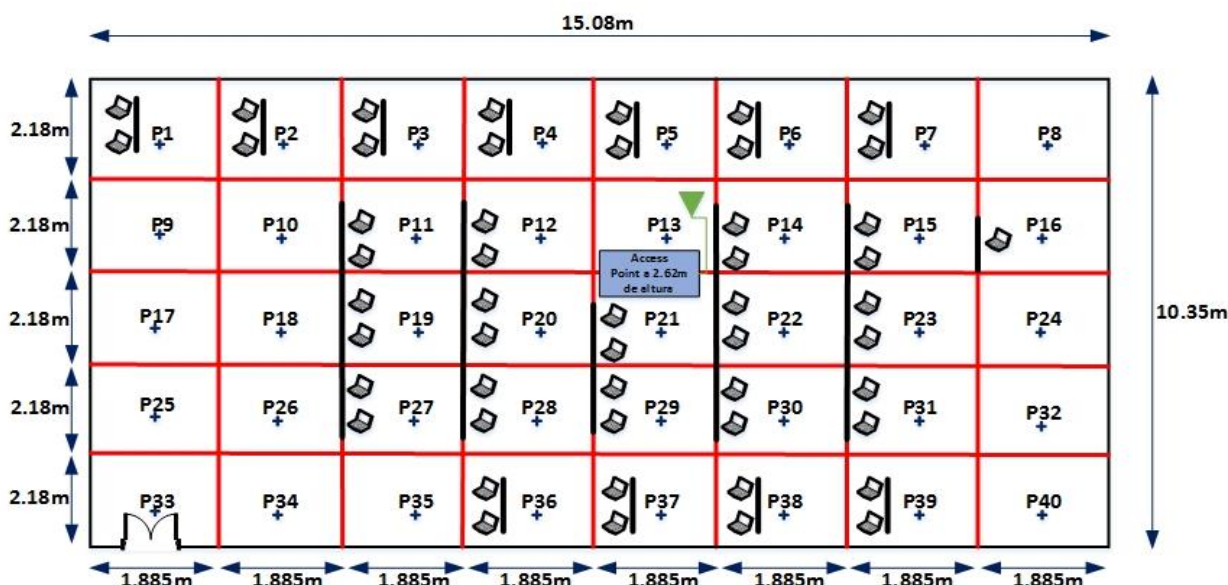 15.08m
2.18m
P1 P2 P3 P4 P5 P6 P7 P8
2.18m
P9 P10 P11 P12 P13 P14 P15 P16
Access
Point a 2.62m
de altura
2.18m
P17 P18 P19 P20 P21 P22 P23 P24
10.35m
2.18m
P25 P26 P27 P28 P29 P30 P31 P32
2.18m
P33 P34 P35 P36 P37 P38 P39 P40
1.885m 1.885m 1.885m 1.885m 1.885m 1.885m 1.885m 1.885m